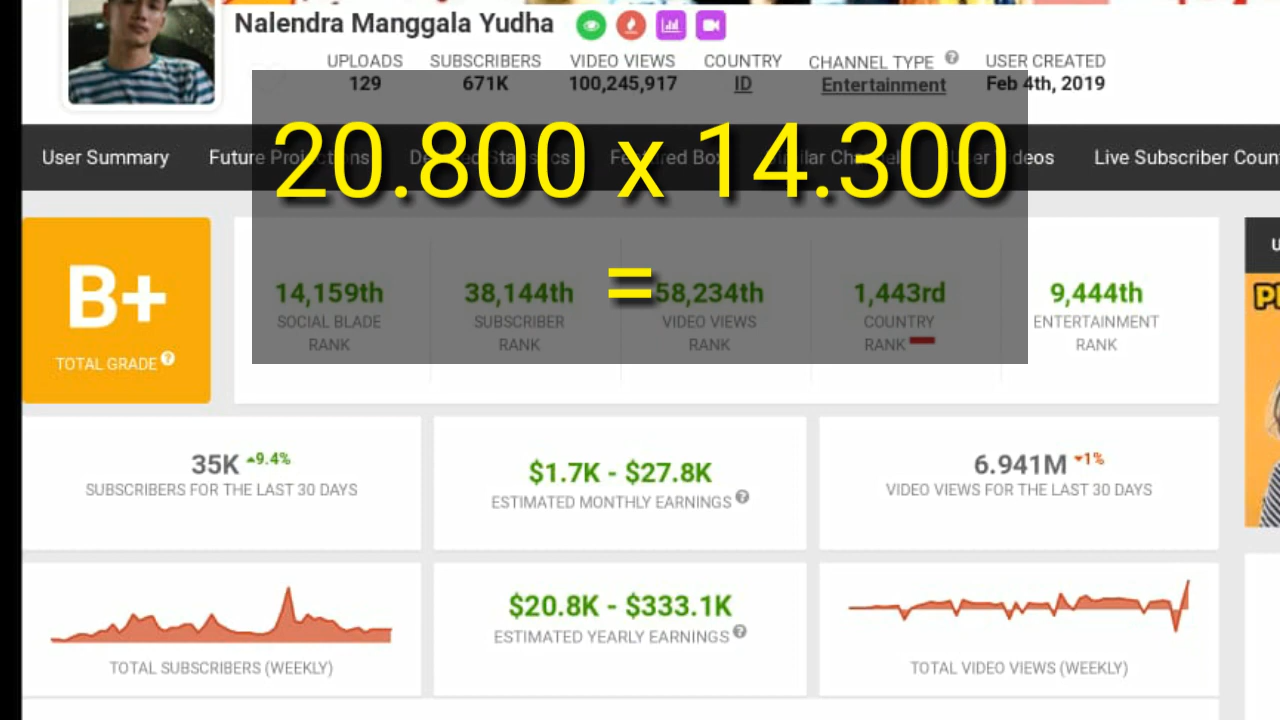 Nalendra Manggala Yudha
UPLOADS SUBSCRIBERS VIDEO VIEWS COUNTRY CHANNEL TYPE USER CREATED
129 671K 100,245,917 ID Entertainment Feb 4th, 2019
User Summary Future Live Subscriber
20.800 x 14.300
=
B+
TOTAL GRADE
14,159th 38,144th 58,234th 1,443rd 9,444th
SOCIAL BLADE SUBSCRIBER VIDEO VIEWS COUNTRY ENTERTAINMENT
RANK RANK RANK RANK RANK
35K 9.4%
SUBSCRIBERS FOR THE LAST 30 DAYS
$1.7K - $27.8K
ESTIMATED MONTHLY EARNINGS
6.941M 1%
VIDEO VIEWS FOR THE LAST 30 DAYS
TOTAL SUBSCRIBERS (WEEKLY)
$20.8K - $333.1K
ESTIMATED YEARLY EARNINGS
TOTAL VIDEO VIEWS (WEEKLY)